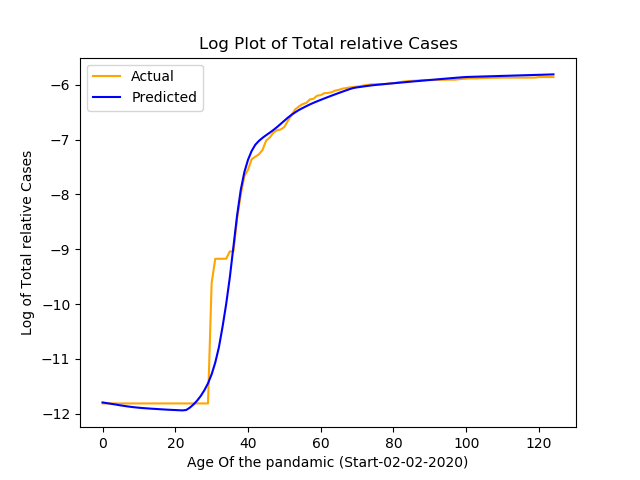 Log Plot of Total relative Cases
Actual
Predicted
Log of Total relative Cases
−6
−7
−8
−9
−10
−11
−12
0 20 40 60 80 100 120
Age Of the pandamic (Start-02-02-2020)